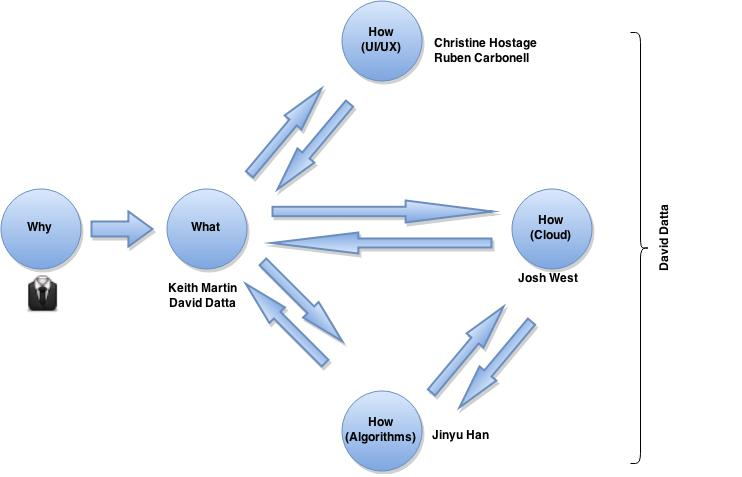 How
(UI/UX)
Christine Hostage
Ruben Carbonell
Why
What
Keith Martin
David Datta
How
(Cloud)
Josh West
David Datta
How
(Algorithms)
Jinyu Han